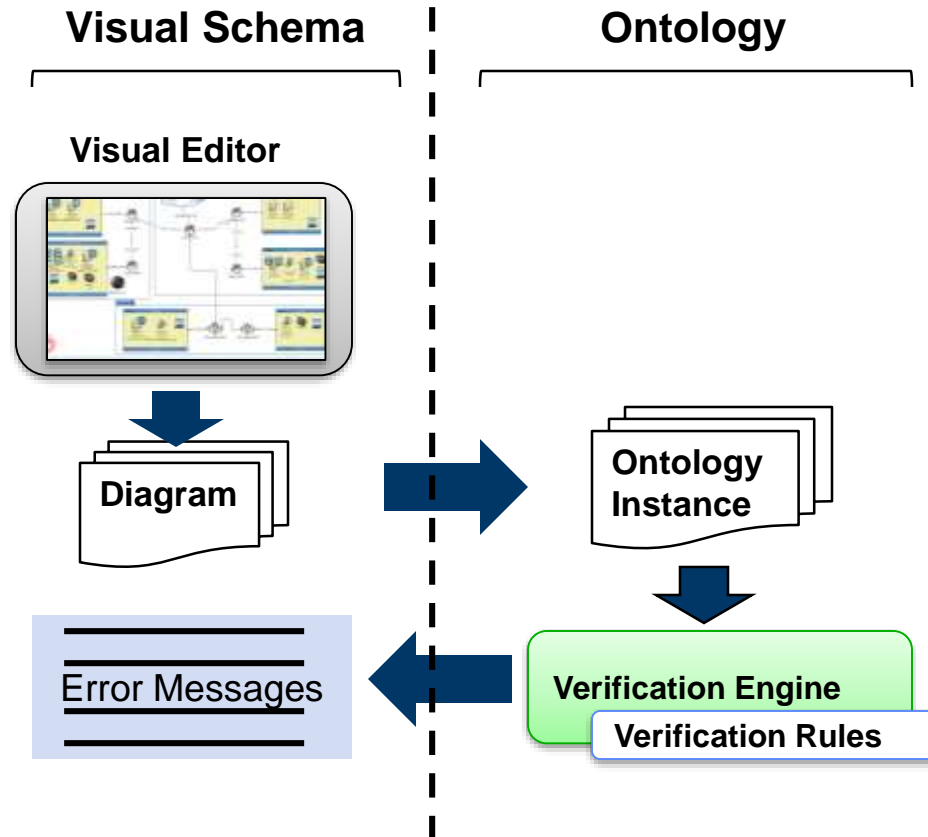 Visual Schema
Ontology
Visual Editor
Diagram
Ontology
Instance
Error Messages
Verification Engine
Verification Rules